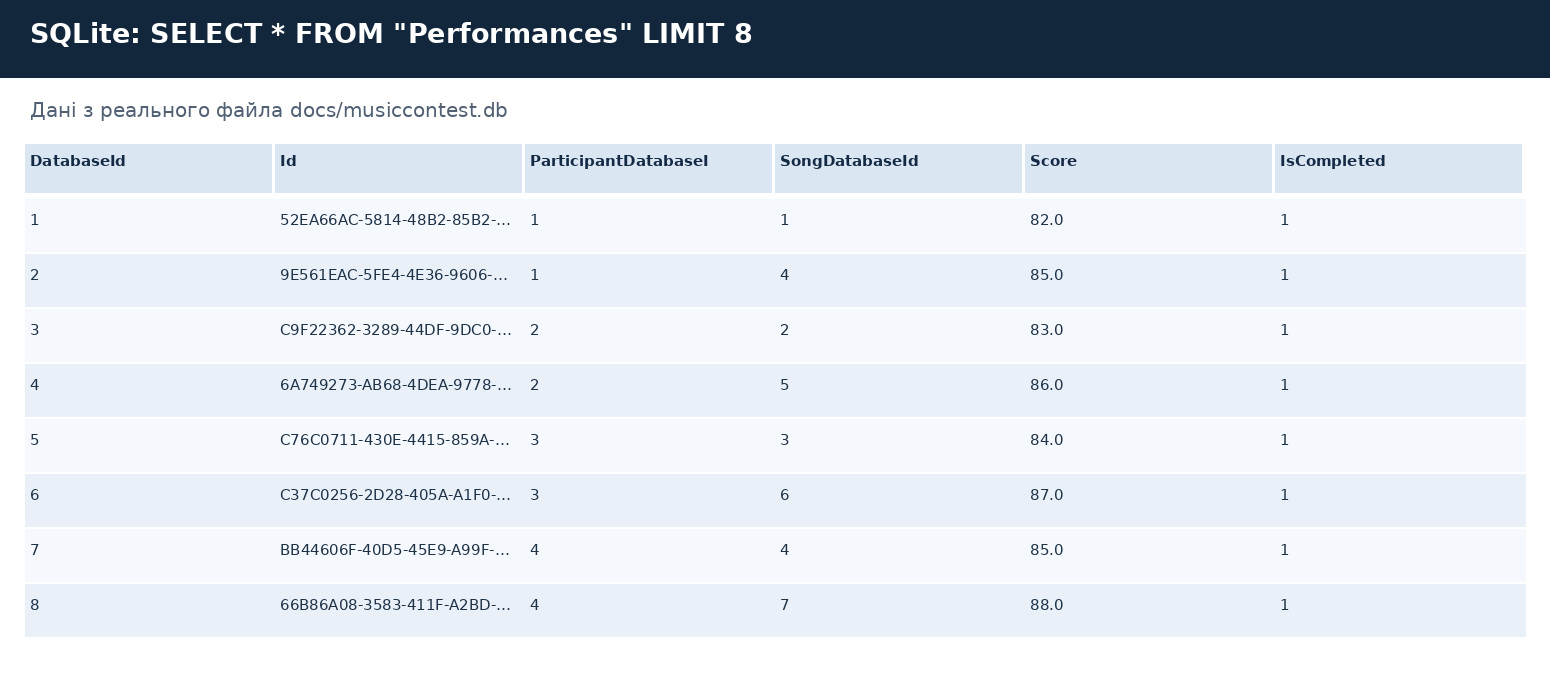 SQLite: SELECT * FROM "Performances" LIMIT 8
Дані з реального файла docs/musiccontest.db
DatabaseId Id ParticipantDatabaseI SongDatabaseId Score IsCompleted
1 52EA66AC-5814-48B2-85B2-… 1 1 82.0 1
2 9E561EAC-5FE4-4E36-9606-… 1 4 85.0 1
3 C9F22362-3289-44DF-9DC0-… 2 2 83.0 1
4 6A749273-AB68-4DEA-9778-… 2 5 86.0 1
5 C76C0711-430E-4415-859A-… 3 3 84.0 1
6 C37C0256-2D28-405A-A1F0-… 3 6 87.0 1
7 BB44606F-40D5-45E9-A99F-… 4 4 85.0 1
8 66B86A08-3583-411F-A2BD-… 4 7 88.0 1